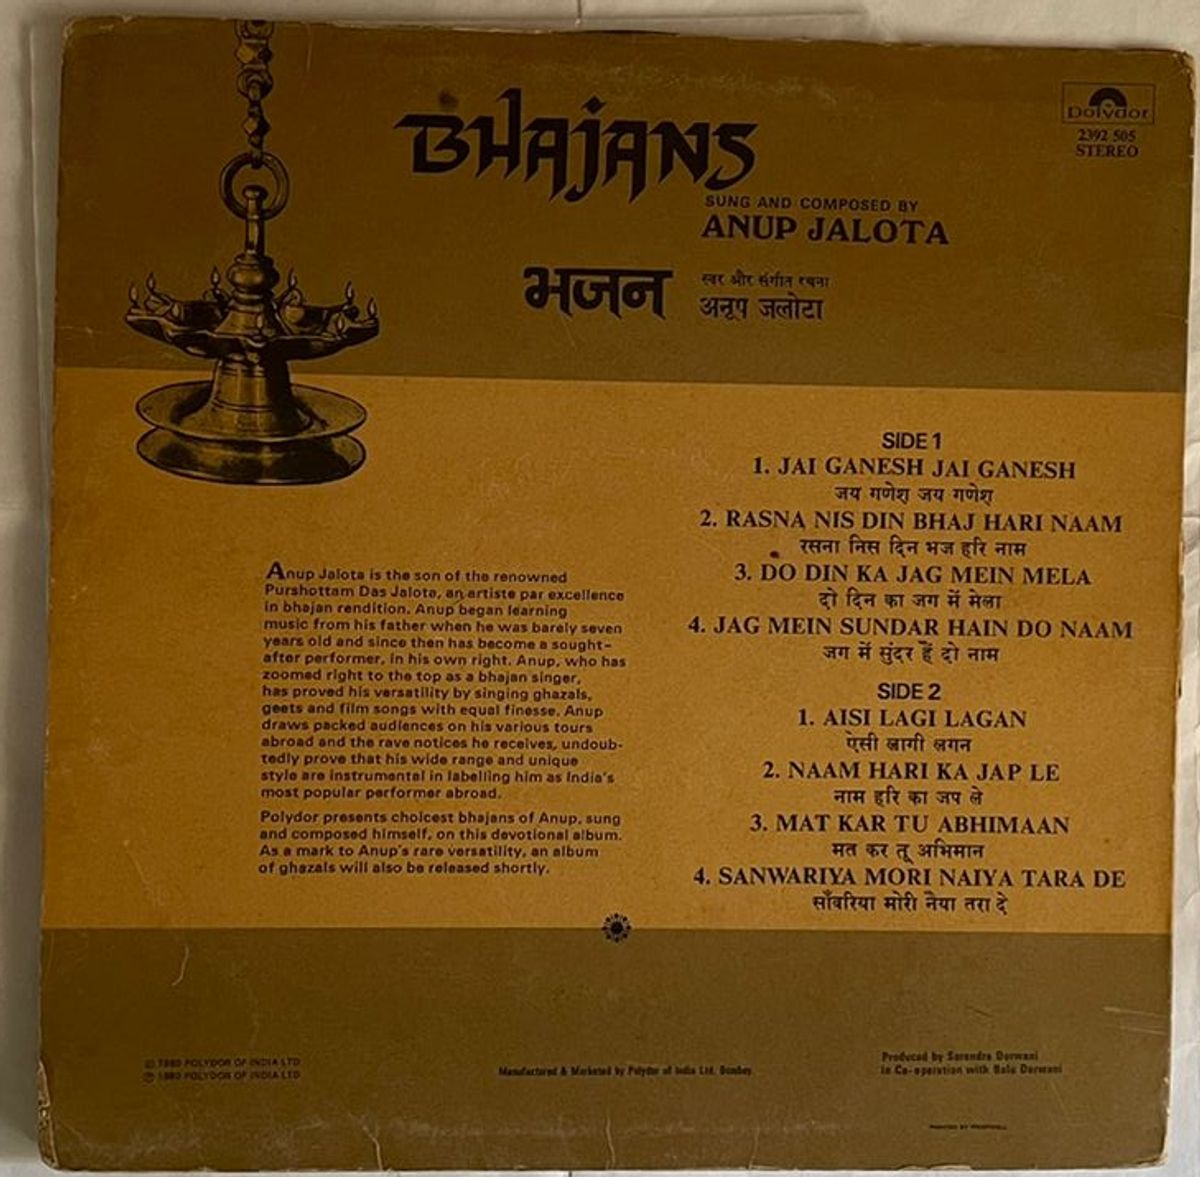 BHAJANS
SUNG AND COMPOSED BY
ANUP JALOTA
भजन
स्वर और संगीत रचना
अनूप जलोटा
Polydor
2392 505
STEREO
SIDE 1
1. JAI GANESH JAI GANESH
जय गणेश जय गणेश
2. RASNA NIS DIN BHAJ HARI NAAM
रसना निस दिन भज हरि नाम
3. DO DIN KA JAG MEIN MELA
दो दिन का जग में मेला
4. JAG MEIN SUNDAR HAIN DO NAAM
जग में सुंदर हैं दो नाम
SIDE 2
1. AISI LAGI LAGAN
ऐसी लागी लगन
2. NAAM HARI KA JAP LE
नाम हरि का जप ले
3. MAT KAR TU ABHIMAAN
मत कर तू अभिमान
4. SANWARIYA MORI NAIYA TARA DE
साँवरिया मोरी नैया तरा दे
Anup Jalota is the son of the renowned
Purshottam Das Jalota, an artiste par excellence
in bhajan rendition. Anup began learning
music from his father when he was barely seven
years old and since then has become a sought-
after performer, in his own right. Anup, who has
zoomed right to the top as a bhajan singer,
has proved his versatility by singing ghazals,
geets and film songs with equal finesse. Anup
draws packed audiences on his various tours
abroad and the rave notices he receives, undoub-
tedly prove that his wide range and unique
style are instrumental in labelling him as India's
most popular performer abroad.
Polydor presents choicest bhajans of Anup, sung
and composed himself, on this devotional album.
As a mark to Anup's rare versatility, an album
of ghazals will also be released shortly.
© 1980 POLYDOR OF INDIA LTD
℗ 1980 POLYDOR OF INDIA LTD
Manufactured & Marketed by Polydor of India Ltd. Bombay.
Produced by Surendra Derwani
in Co-operation with Balu Derwani
PRINTED BY